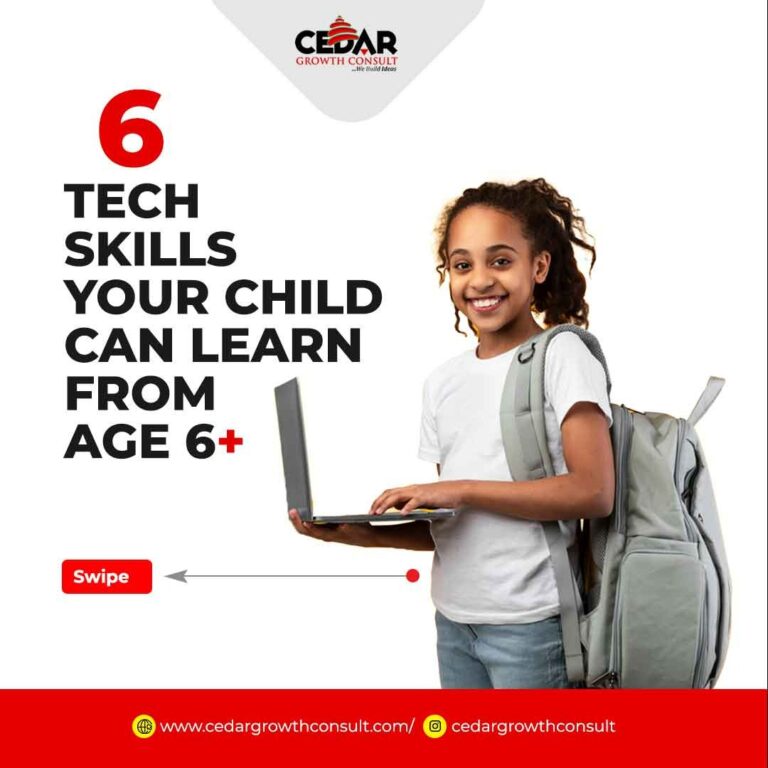 CEDAR
GROWTH CONSULT
...We Build Ideas
6
TECH
SKILLS
YOUR CHILD
CAN LEARN
FROM
AGE 6+
Swipe
www.cedargrowthconsult.com/ cedargrowthconsult